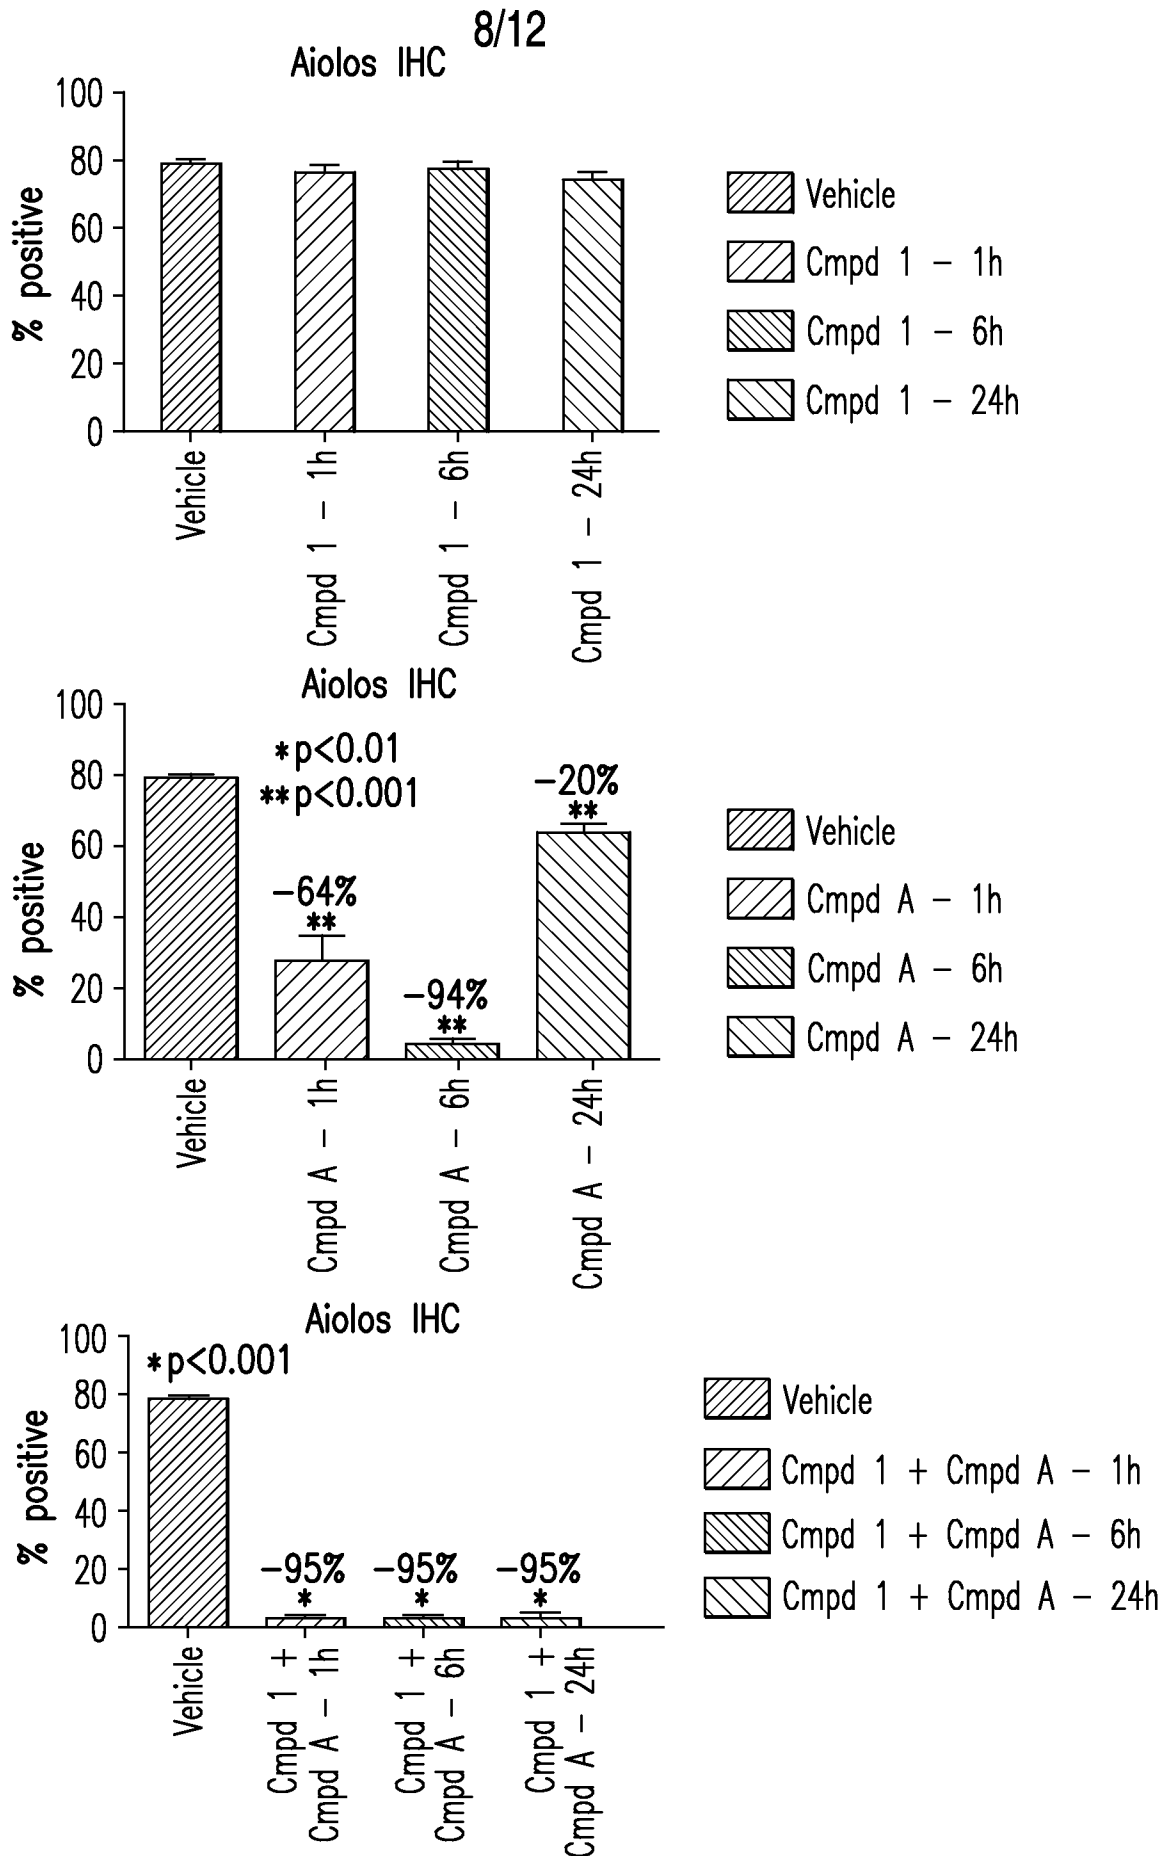 8/12
Aiolos IHC
100
80
60
40
20
0
% positive
Vehicle
Cmpd 1 – 1h
Cmpd 1 – 6h
Cmpd 1 – 24h
Vehicle
Cmpd 1 – 1h
Cmpd 1 – 6h
Cmpd 1 – 24h
Aiolos IHC
100
80
60
40
20
0
% positive
*p<0.01
**p<0.001
–64%
**
–94%
**
–20%
**
Vehicle
Cmpd A – 1h
Cmpd A – 6h
Cmpd A – 24h
Vehicle
Cmpd A – 1h
Cmpd A – 6h
Cmpd A – 24h
Aiolos IHC
100
80
60
40
20
0
% positive
*p<0.001
–95%
*
–95%
*
–95%
*
Vehicle
Cmpd 1 +
Cmpd A – 1h
Cmpd 1 +
Cmpd A – 6h
Cmpd 1 +
Cmpd A – 24h
Vehicle
Cmpd 1 + Cmpd A – 1h
Cmpd 1 + Cmpd A – 6h
Cmpd 1 + Cmpd A – 24h